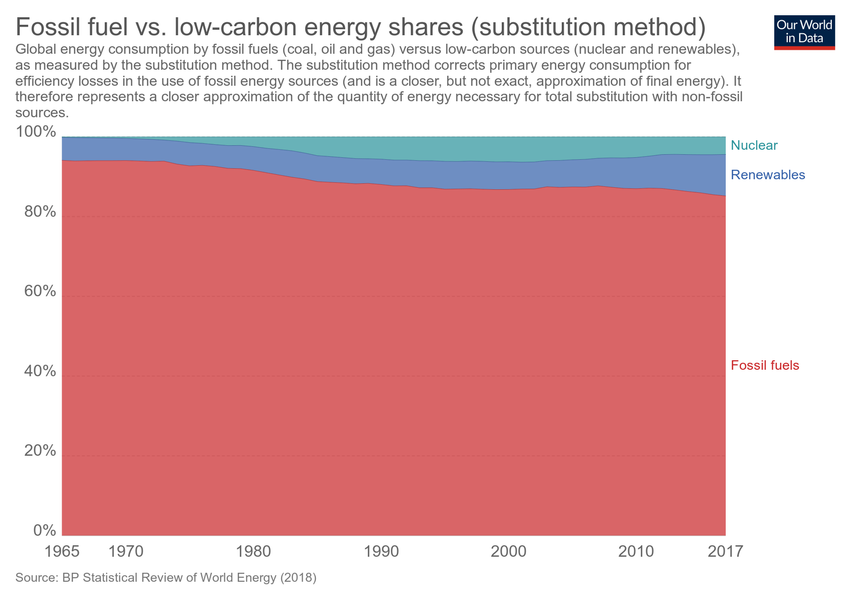 Fossil fuel vs. low-carbon energy shares (substitution method)
Our World
in Data
Global energy consumption by fossil fuels (coal, oil and gas) versus low-carbon sources (nuclear and renewables),
as measured by the substitution method. The substitution method corrects primary energy consumption for
efficiency losses in the use of fossil energy sources (and is a closer, but not exact, approximation of final energy). It
therefore represents a closer approximation of the quantity of energy necessary for total substitution with non-fossil
sources.
100%
Nuclear
Renewables
80%
60%
40%
Fossil fuels
20%
0%
1965 1970 1980 1990 2000 2010 2017
Source: BP Statistical Review of World Energy (2018)